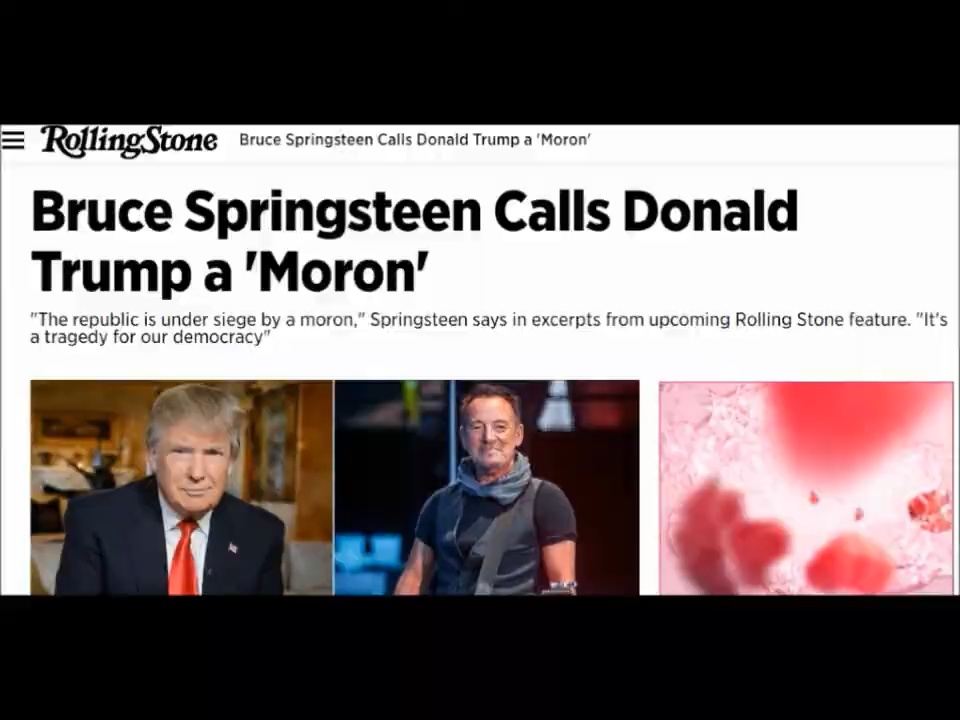 RollingStone Bruce Springsteen Calls Donald Trump a 'Moron'
Bruce Springsteen Calls Donald
Trump a 'Moron'
"The republic is under siege by a moron," Springsteen says in excerpts from upcoming Rolling Stone feature. "It's
a tragedy for our democracy"